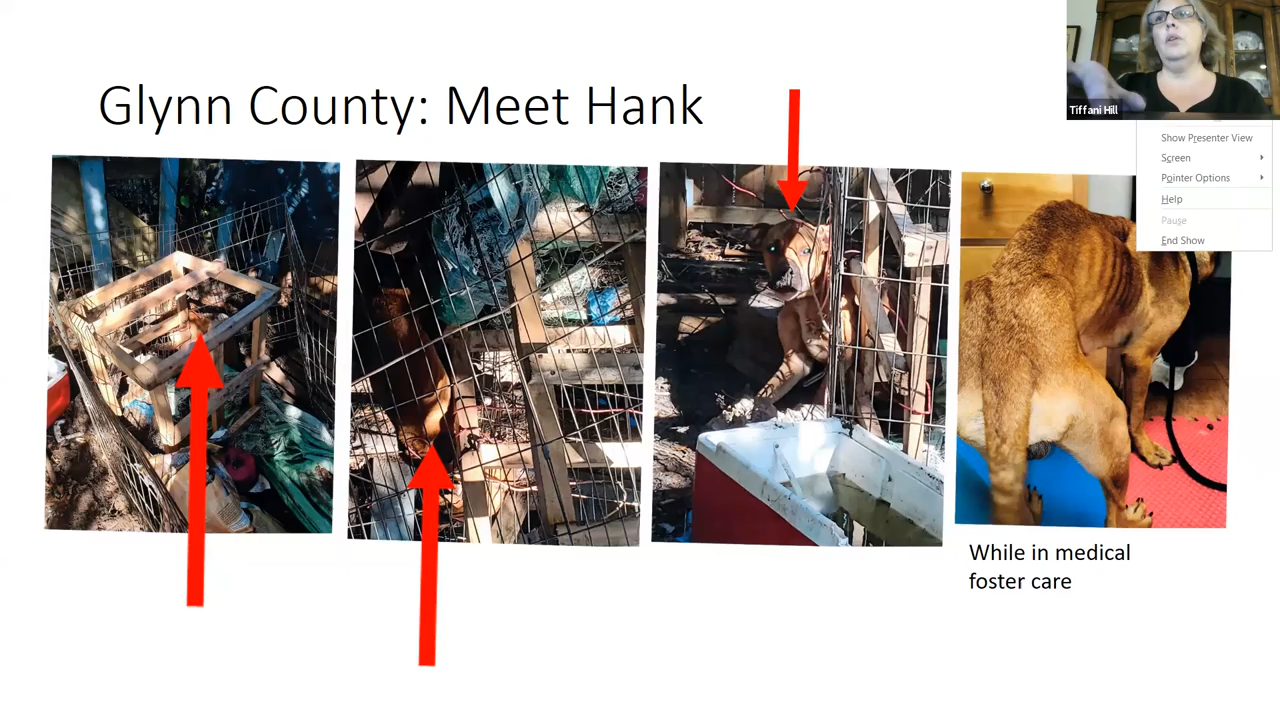 Glynn County: Meet Hank
Tiffani Hill
Show Presenter View
Screen
Pointer Options
Help
Pause
End Show
While in medical
foster care